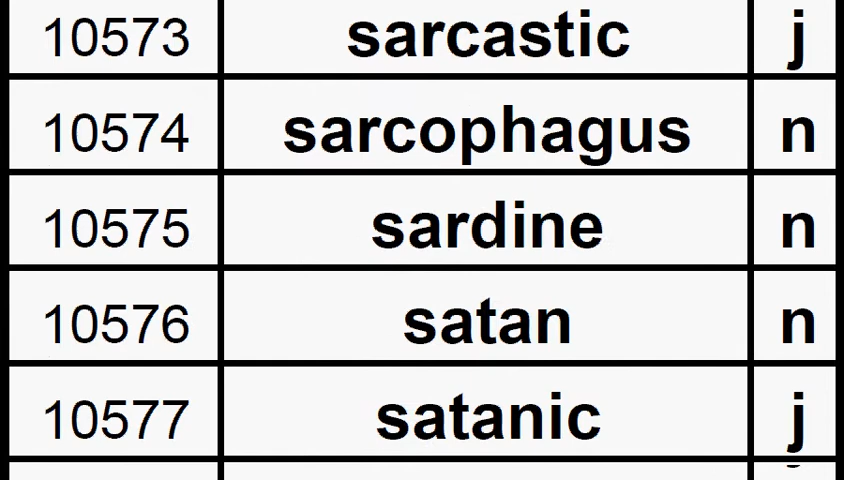 10573 sarcastic j
10574 sarcophagus n
10575 sardine n
10576 satan n
10577 satanic j